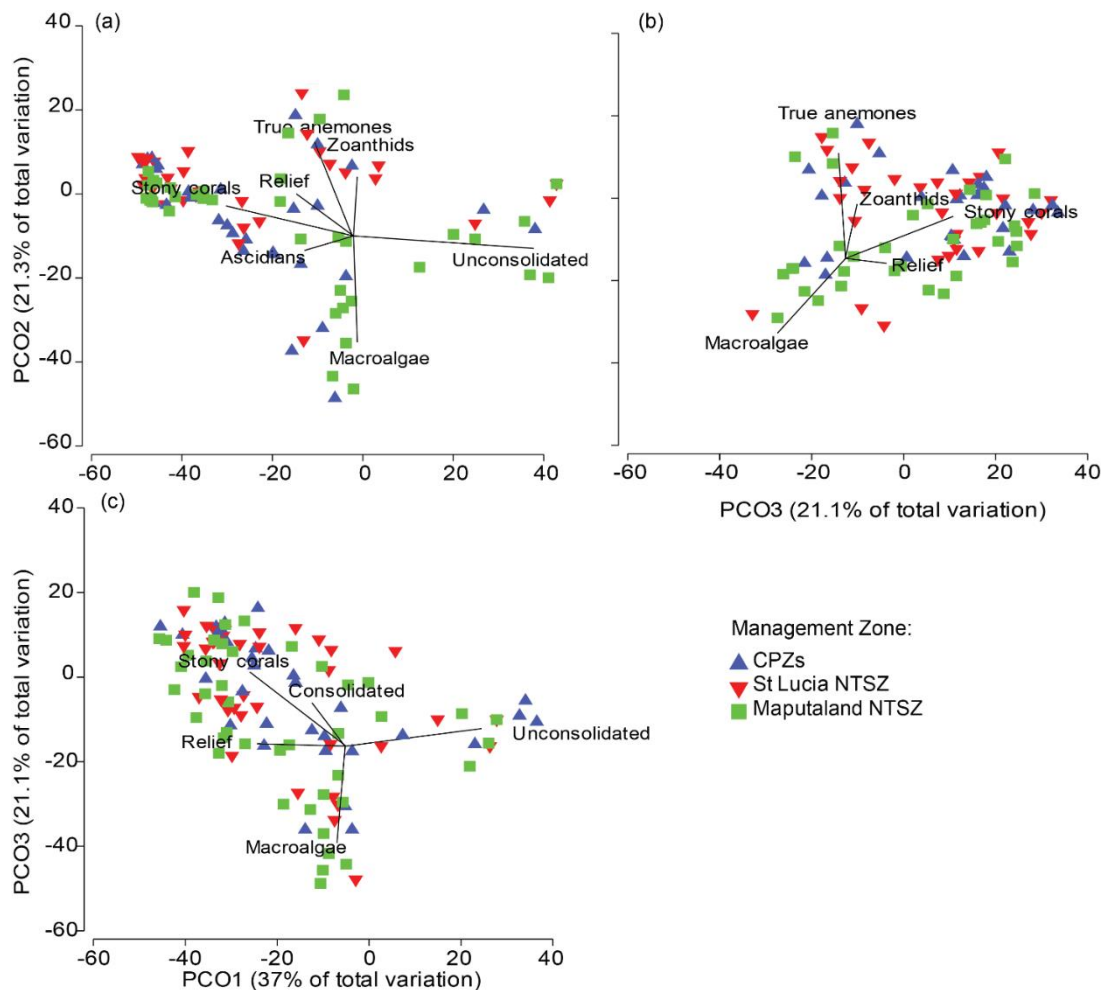 (a)
40
20
0
-20
-40
-60
PCO2 (21.3% of total variation)
True anemones
Zoanthids
Stony corals
Relief
Ascidians
Unconsolidated
Macroalgae
-60 -40 -20 0 20 40
(b)
True anemones
Zoanthids
Stony corals
Relief
Macroalgae
-60 -40 -20 0 20 40
PCO3 (21.1% of total variation)
(c)
40
20
0
-20
-40
-60
PCO3 (21.1% of total variation)
Stony corals
Consolidated
Relief
Unconsolidated
Macroalgae
-60 -40 -20 0 20 40
PCO1 (37% of total variation)
Management Zone:
CPZs
St Lucia NTSZ
Maputaland NTSZ